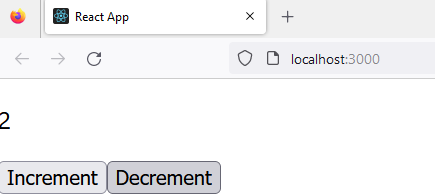 React App
localhost:3000
2
Increment Decrement